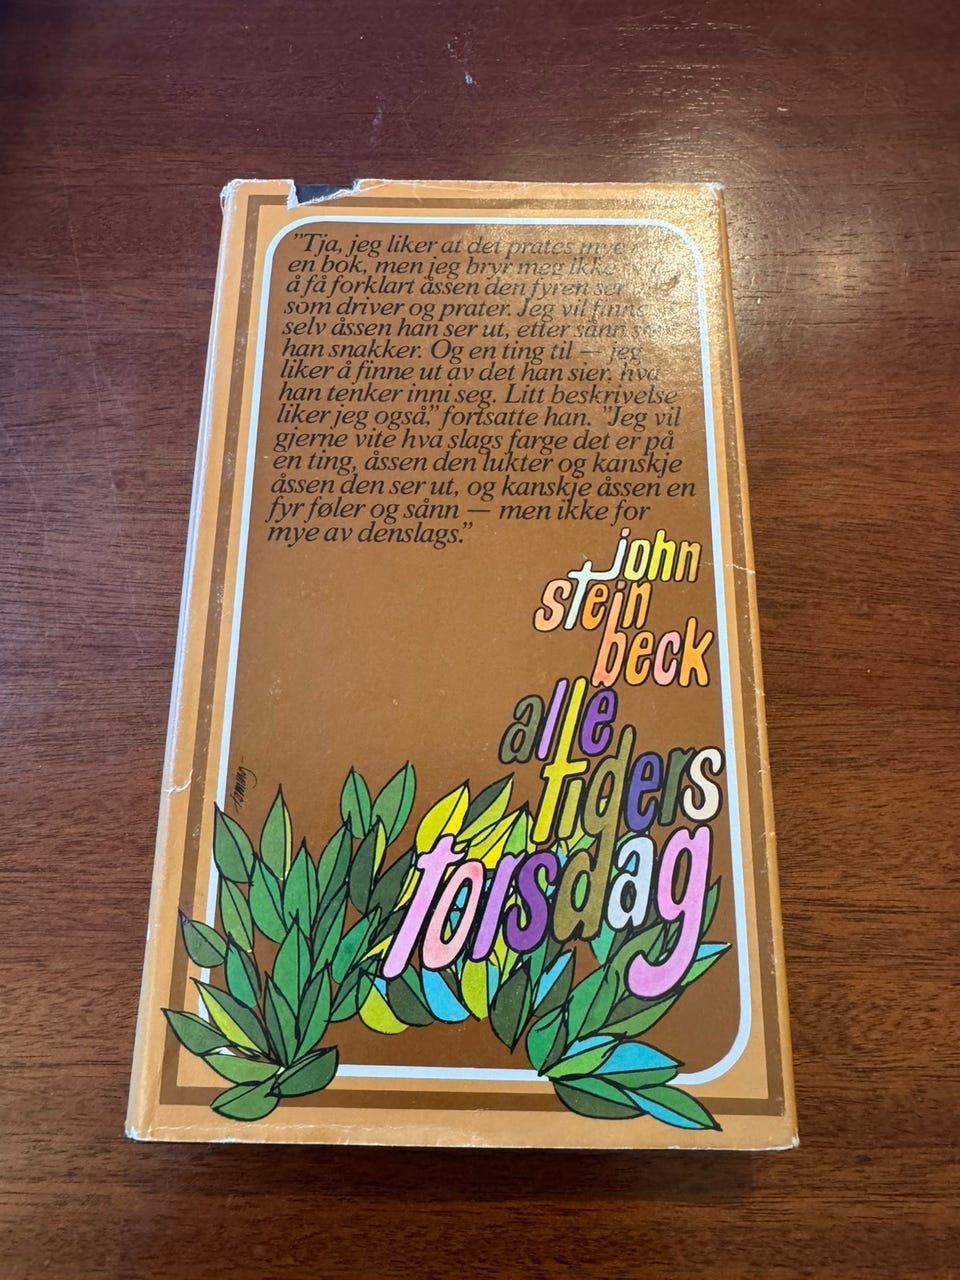 "Tja, jeg liker at det prates mye
en bok, men jeg bryr meg ikke
å få forklart åssen den fyren ser
som driver og prater. Jeg vil finne
selv åssen han ser ut, etter sånn
han snakker. Og en ting til — jeg
liker å finne ut av det han sier, hva
han tenker inni seg. Litt beskrivelse
liker jeg også," fortsatte han. "Jeg vil
gjerne vite hva slags farge det er på
en ting, åssen den lukter og kanskje
åssen den ser ut, og kanskje åssen en
fyr føler og sånn — men ikke for
mye av denslags."
john
stein
beck
alle
tiders
torsdag